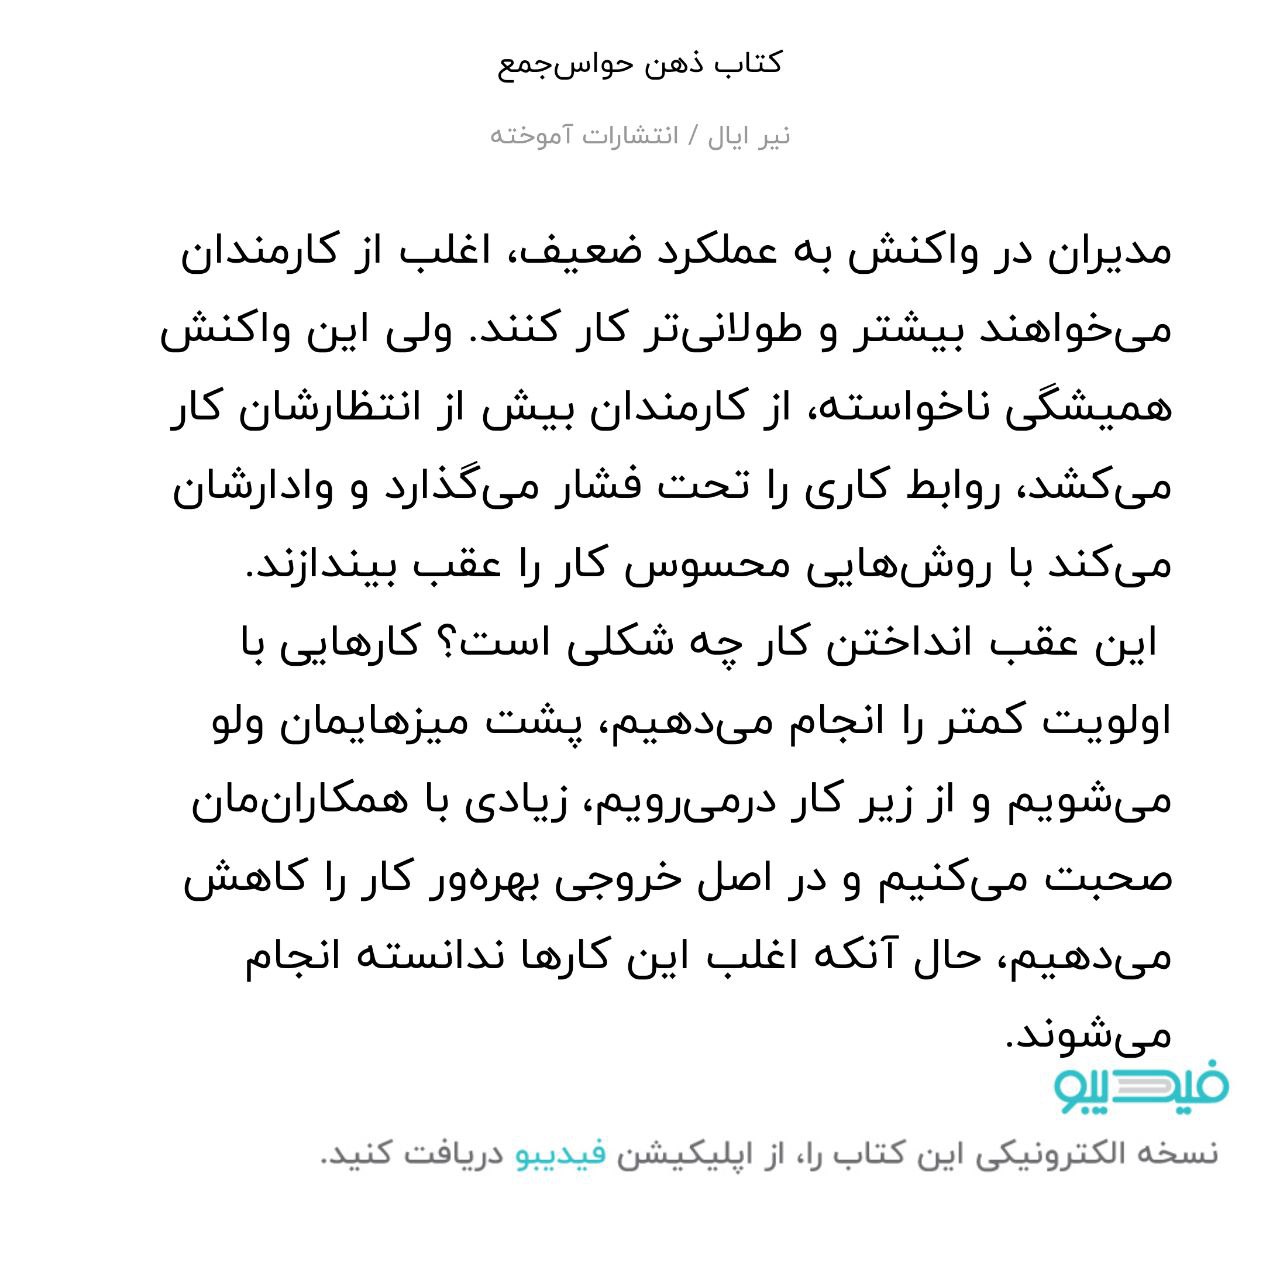 کتاب ذهن حواس‌جمع
نیر ایال / انتشارات آموخته
مدیران در واکنش به عملکرد ضعیف، اغلب از کارمندان
می‌خواهند بیشتر و طولانی‌تر کار کنند. ولی این واکنش
همیشگی ناخواسته، از کارمندان بیش از انتظارشان کار
می‌کشد، روابط کاری را تحت فشار می‌گذارد و وادارشان
می‌کند با روش‌هایی محسوس کار را عقب بیندازند.
این عقب انداختن کار چه شکلی است؟ کارهایی با
اولویت کمتر را انجام می‌دهیم، پشت میزهایمان ولو
می‌شویم و از زیر کار درمی‌رویم، زیادی با همکاران‌مان
صحبت می‌کنیم و در اصل خروجی بهره‌ور کار را کاهش
می‌دهیم، حال آنکه اغلب این کارها ندانسته انجام
می‌شوند.
فیدیبو
نسخه الکترونیکی این کتاب را، از اپلیکیشن فیدیبو دریافت کنید.